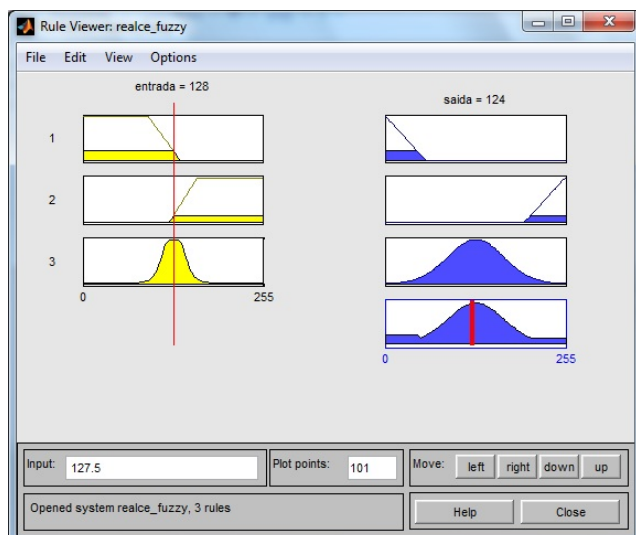 Rule Viewer: realce_fuzzy
File Edit View Options
entrada = 128
saida = 124
1
2
3
0 255
0 255
Input: 127.5
Plot points: 101
Move: left right down up
Opened system realce_fuzzy, 3 rules
Help Close